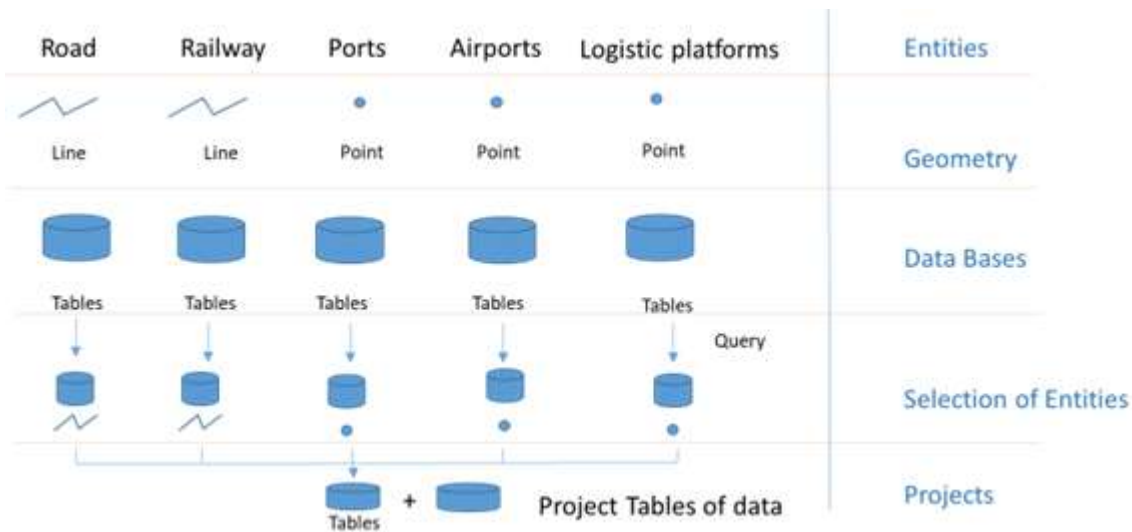 Road Railway Ports Airports Logistic platforms Entities
Line Line Point Point Point
Geometry
Data Bases
Tables Tables Tables Tables Tables
Query
Selection of Entities
+ Project Tables of data Projects
Tables